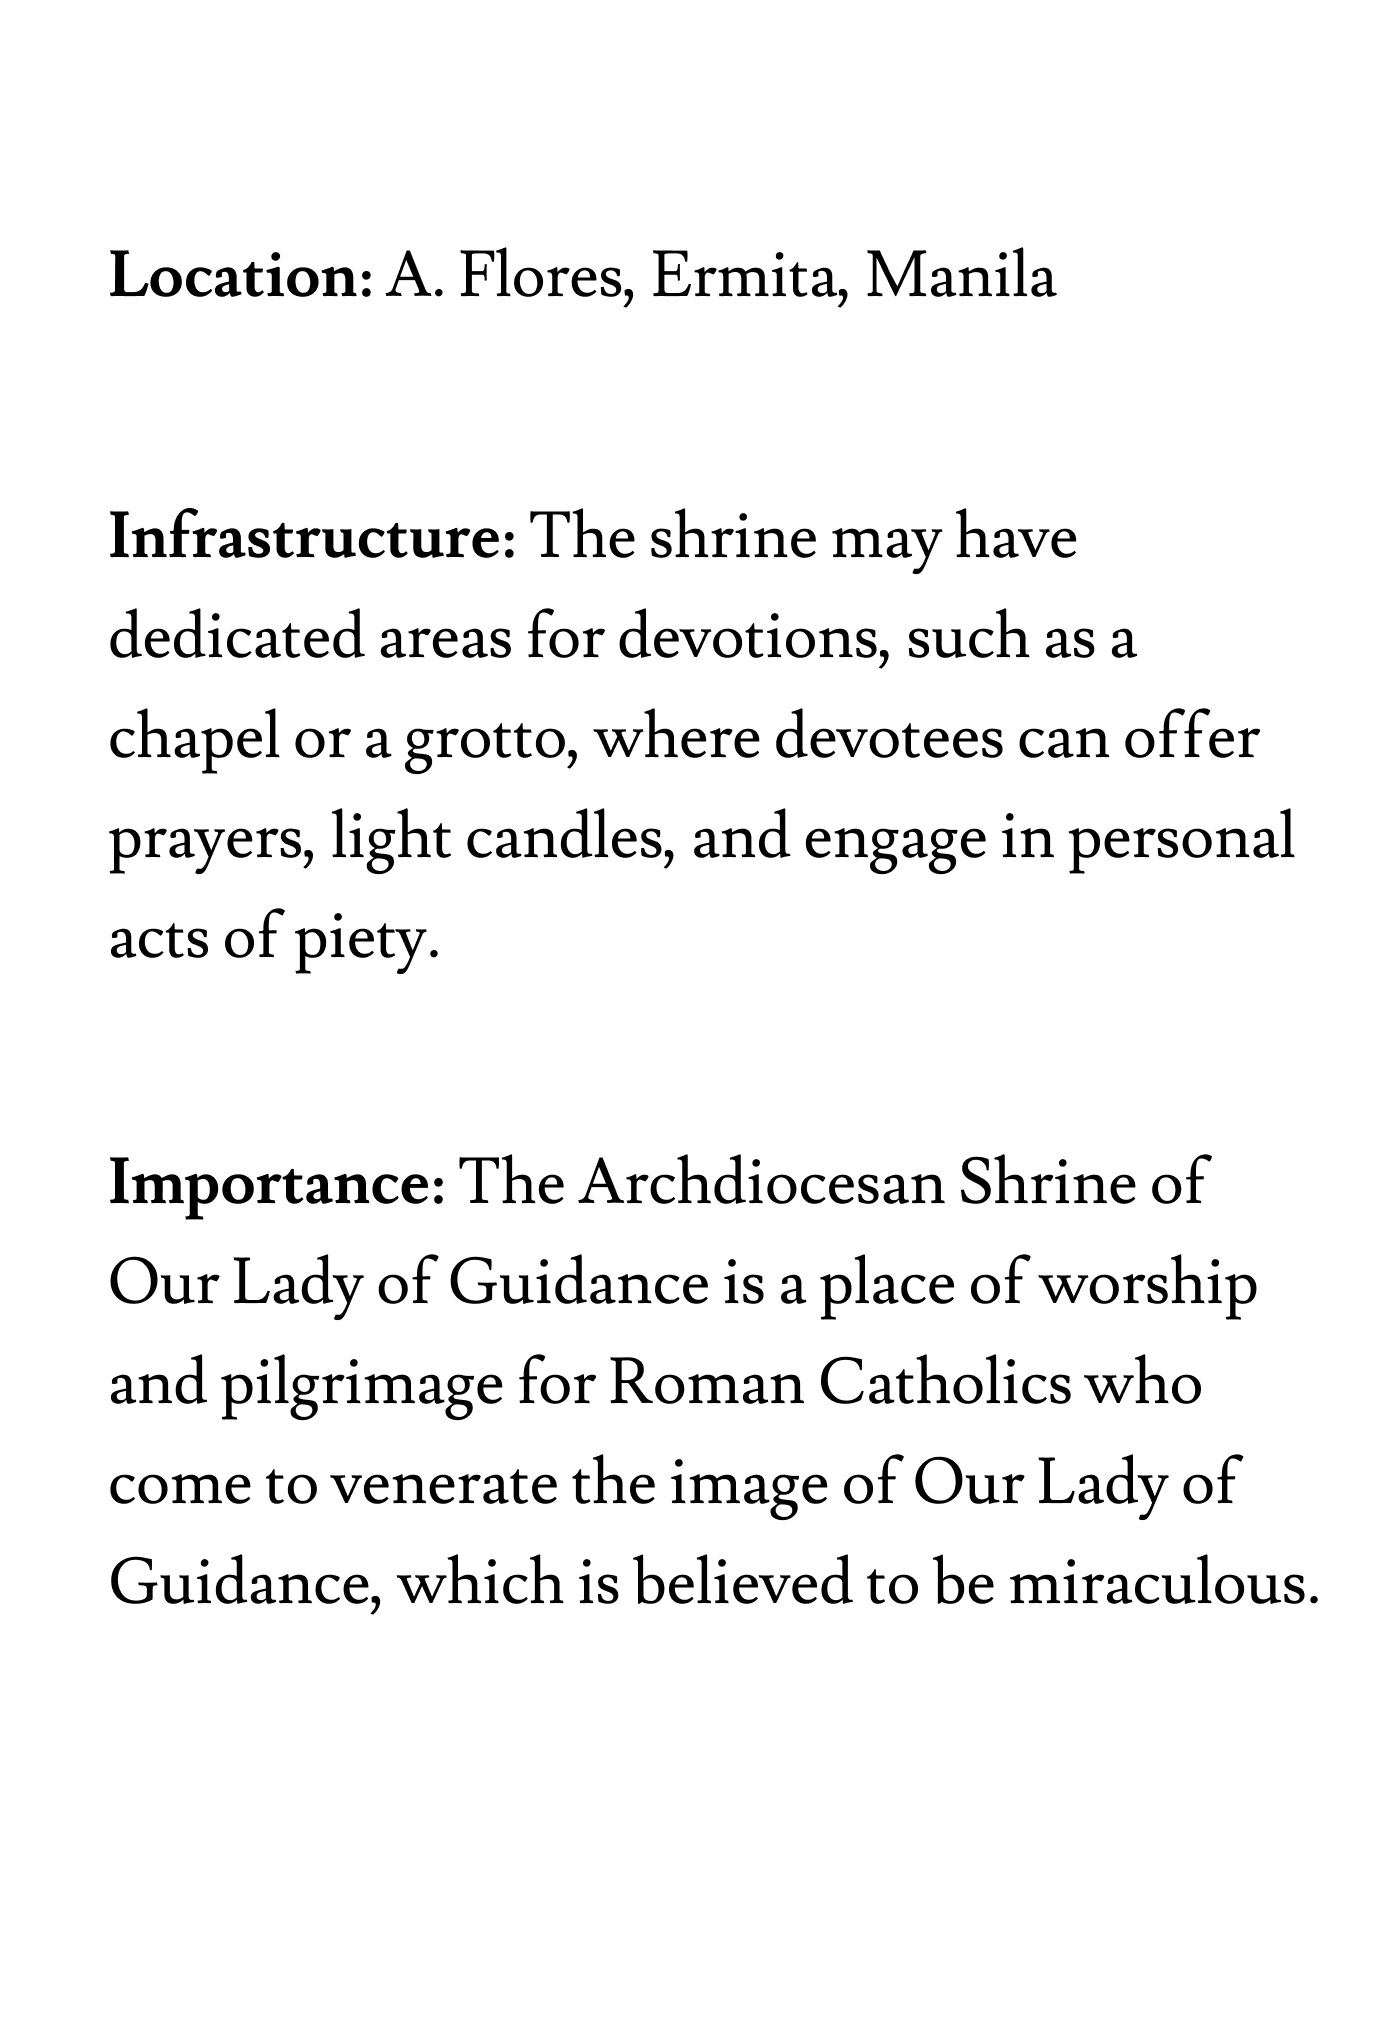 Location: A. Flores, Ermita, Manila
Infrastructure: The shrine may have
dedicated areas for devotions, such as a
chapel or a grotto, where devotees can offer
prayers, light candles, and engage in personal
acts of piety.
Importance: The Archdiocesan Shrine of
Our Lady of Guidance is a place of worship
and pilgrimage for Roman Catholics who
come to venerate the image of Our Lady of
Guidance, which is believed to be miraculous.